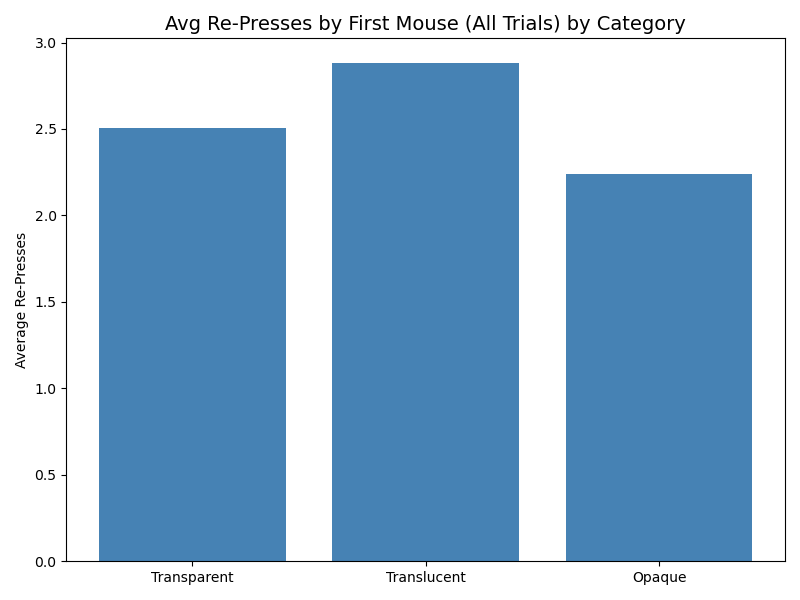 Avg Re-Presses by First Mouse (All Trials) by Category
3.0
2.5
2.0
1.5
1.0
0.5
0.0
Average Re-Presses
Transparent
Translucent
Opaque